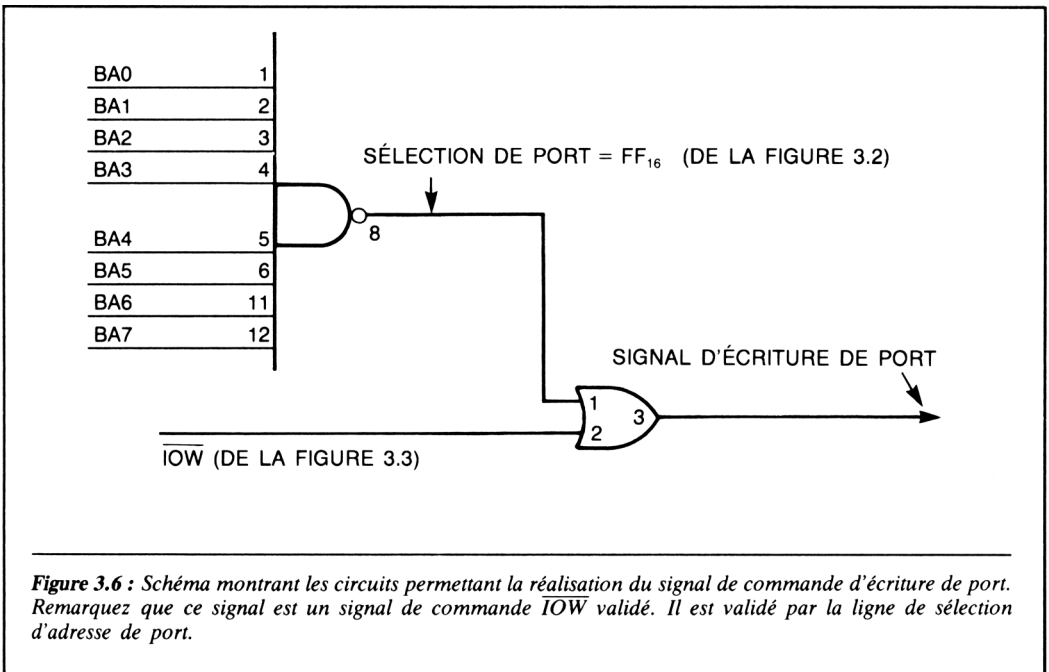 BA0 1
BA1 2
BA2 3
BA3 4
SÉLECTION DE PORT = FF₁₆ (DE LA FIGURE 3.2)
8
BA4 5
BA5 6
BA6 11
BA7 12
SIGNAL D'ÉCRITURE DE PORT
1
3
2
I̅O̅W̅ (DE LA FIGURE 3.3)
Figure 3.6 : Schéma montrant les circuits permettant la réalisation du signal de commande d'écriture de port.
Remarquez que ce signal est un signal de commande I̅O̅W̅ validé. Il est validé par la ligne de sélection
d'adresse de port.